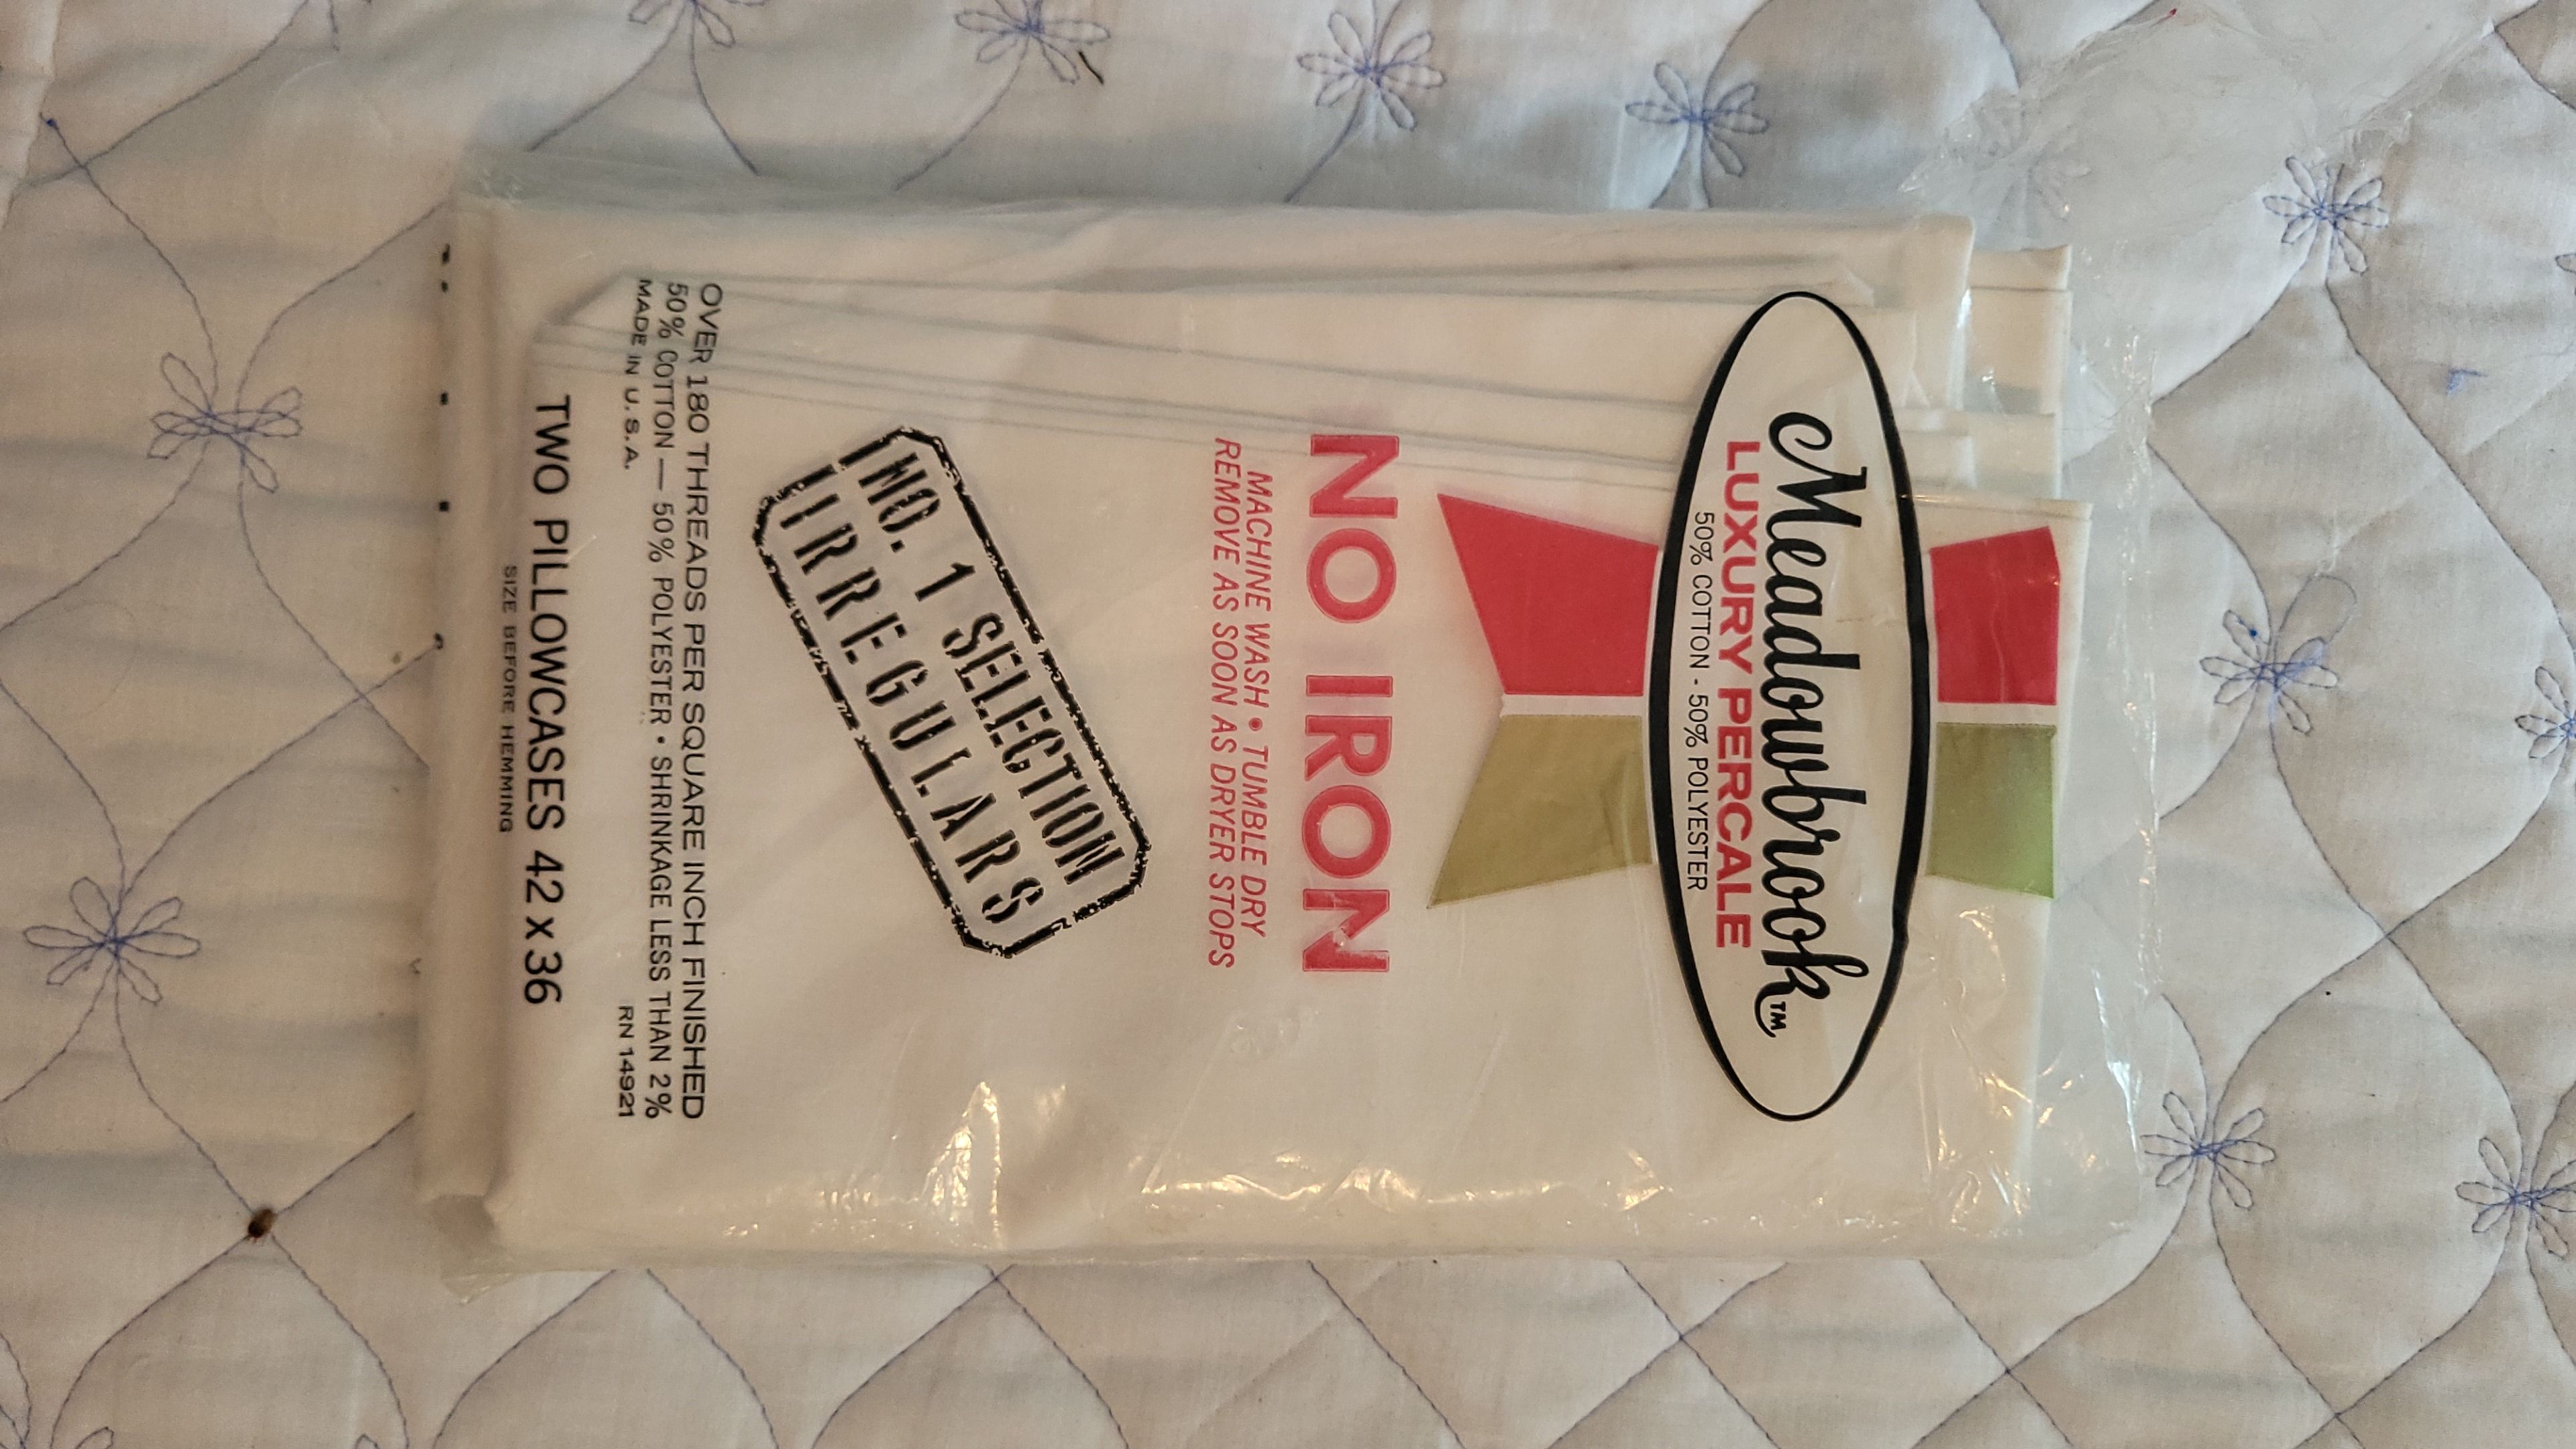 Meadowbrook™
LUXURY PERCALE
50% COTTON - 50% POLYESTER
NO IRON
MACHINE WASH • TUMBLE DRY
REMOVE AS SOON AS DRYER STOPS
NO. 1 SELECTION
IRREGULARS
OVER 180 THREADS PER SQUARE INCH FINISHED
50% COTTON — 50% POLYESTER • SHRINKAGE LESS THAN 2%
MADE IN U.S.A. RN 14921
TWO PILLOWCASES 42 x 36
SIZE BEFORE HEMMING